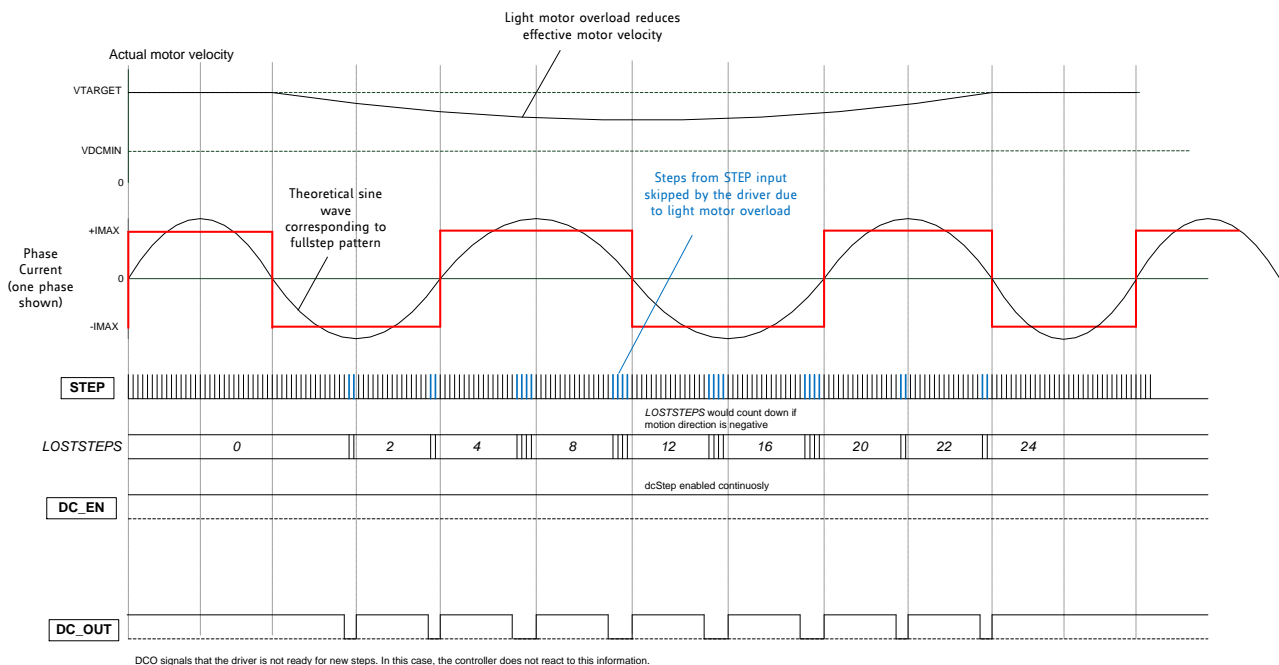 Light motor overload reduces
effective motor velocity
Actual motor velocity
VTARGET
VDCMIN
0
Steps from STEP input
skipped by the driver due
to light motor overload
Theoretical sine
wave
corresponding to
fullstep pattern
+IMAX
Phase
Current
(one phase
shown)
0
-IMAX
STEP
LOSTSTEPS would count down if
motion direction is negative
LOSTSTEPS 0 2 4 8 12 16 20 22 24
dcStep enabled continuosly
DC_EN
DC_OUT
DCO signals that the driver is not ready for new steps. In this case, the controller does not react to this information.